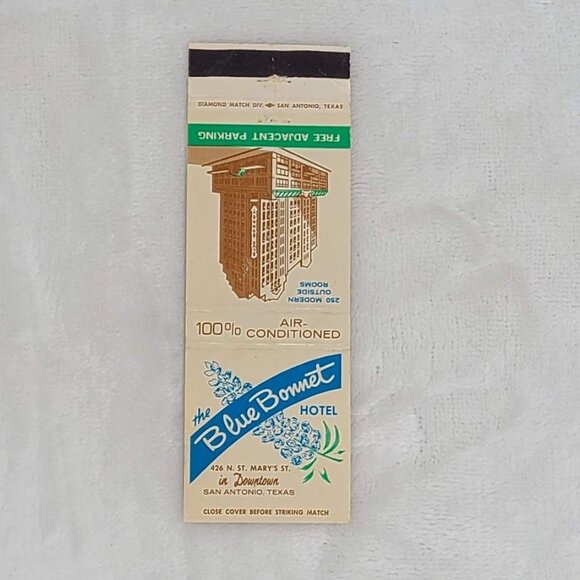 DIAMOND MATCH DIV. SAN ANTONIO, TEXAS
FREE ADJACENT PARKING
250 MODERN
OUTSIDE
ROOMS
100% AIR-
CONDITIONED
the
Blue Bonnet
HOTEL
426 N. ST. MARY'S ST.
in Downtown
SAN ANTONIO, TEXAS
CLOSE COVER BEFORE STRIKING MATCH